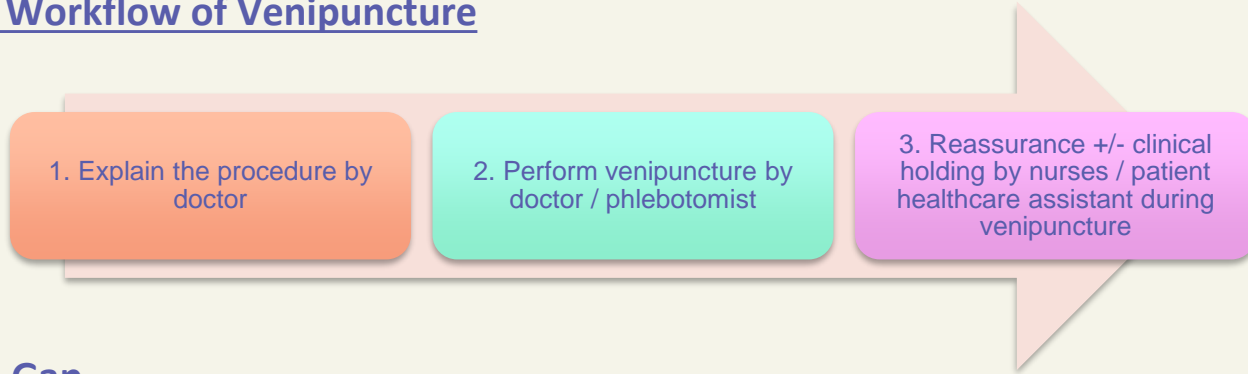 Workflow of Venipuncture
1. Explain the procedure by
doctor
2. Perform venipuncture by
doctor / phlebotomist
3. Reassurance +/- clinical
holding by nurses / patient
healthcare assistant during
venipuncture